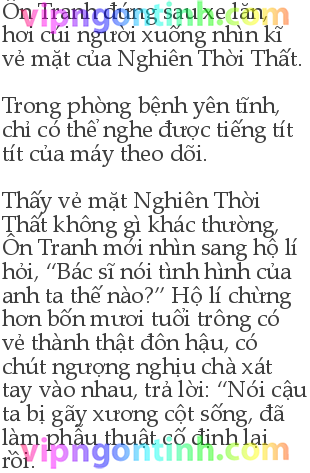 Ôn Tranh đứng sau xe lăn,
hơi cúi người xuống nhìn kĩ
vẻ mặt của Nghiên Thời Thất.
Trong phòng bệnh yên tĩnh,
chỉ có thể nghe được tiếng tít
tít của máy theo dõi.
Thấy vẻ mặt Nghiên Thời
Thất không gì khác thường,
Ôn Tranh mới nhìn sang hộ lí
hỏi, “Bác sĩ nói tình hình của
anh ta thế nào?” Hộ lí chừng
hơn bốn mươi tuổi trông có
vẻ thành thật đôn hậu, có
chút ngượng nghịu chà xát
tay vào nhau, trả lời: “Nói cậu
ta bị gãy xương cột sống, đã
làm phẫu thuật cố định lại
rồi.
vipngontinh.com
vipngontinh.com